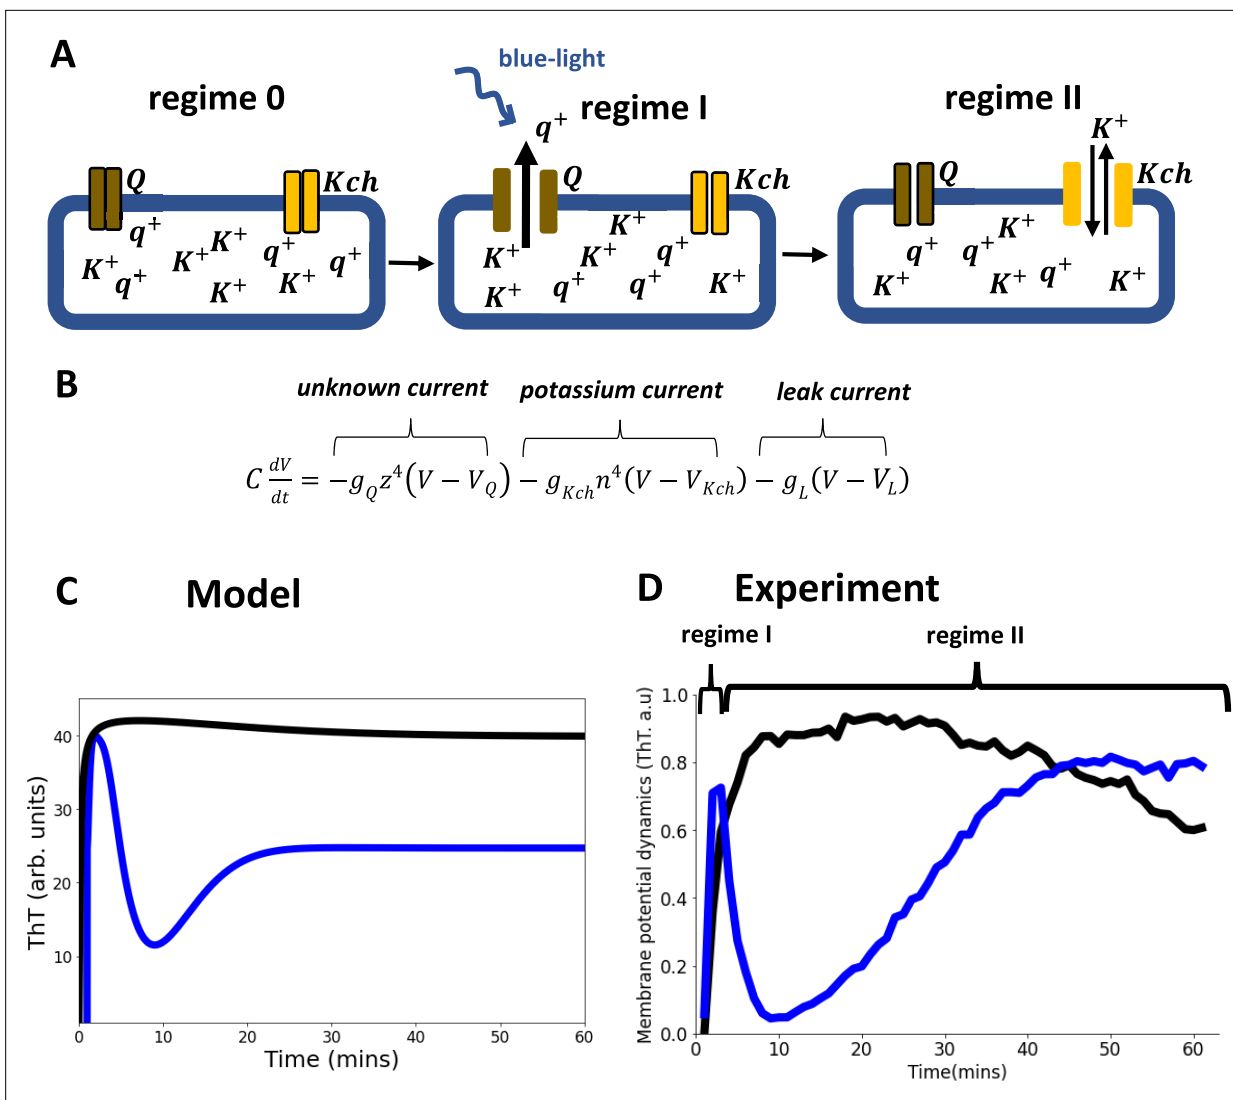 A
blue-light
regime 0
regime I
regime II
q⁺
K⁺
Q
Kch
Q
Kch
Q
Kch
q⁺
K⁺
K⁺
q⁺
q⁺
K⁺
q⁺
K⁺
K⁺
K⁺
K⁺
K⁺
q⁺
K⁺
q⁺
q⁺
K⁺
K⁺
q⁺
q⁺
q⁺
K⁺
K⁺
K⁺
B
unknown current
potassium current
leak current
C dV/dt = −g_Q z⁴(V − V_Q) − g_Kch n⁴(V − V_Kch) − g_L(V − V_L)
C
Model
ThT (arb. units)
40
30
20
10
0
10
20
30
40
50
60
Time (mins)
D
Experiment
regime I
regime II
Membrane potential dynamics (ThT. a.u)
1.0
0.8
0.6
0.4
0.2
0.0
0
10
20
30
40
50
60
Time(mins)